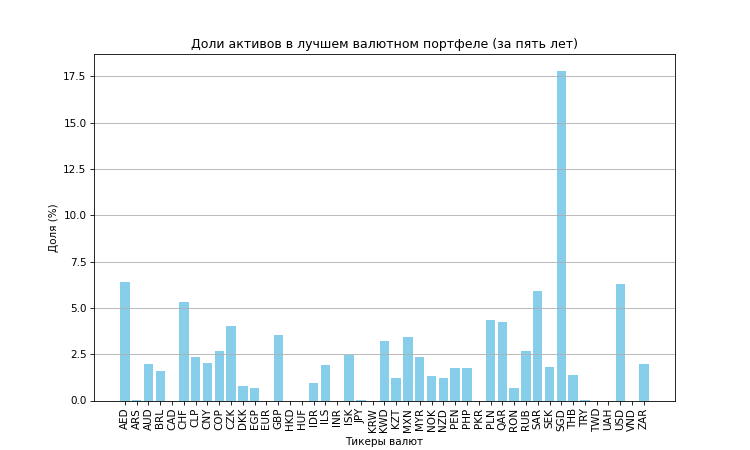 Доли активов в лучшем валютном портфеле (за пять лет)
Доля (%)
17.5
15.0
12.5
10.0
7.5
5.0
2.5
0.0
AED ARS AUD BRL CAD CHF CLP CNY COP CZK DKK EGP EUR GBP HKD HUF IDR ILS INR ISK JPY KRW KWD KZT MXN MYR NOK NZD PEN PHP PKR PLN QAR RON RUB SAR SEK SGD THB TRY TWD UAH USD VND ZAR
Тикеры валют